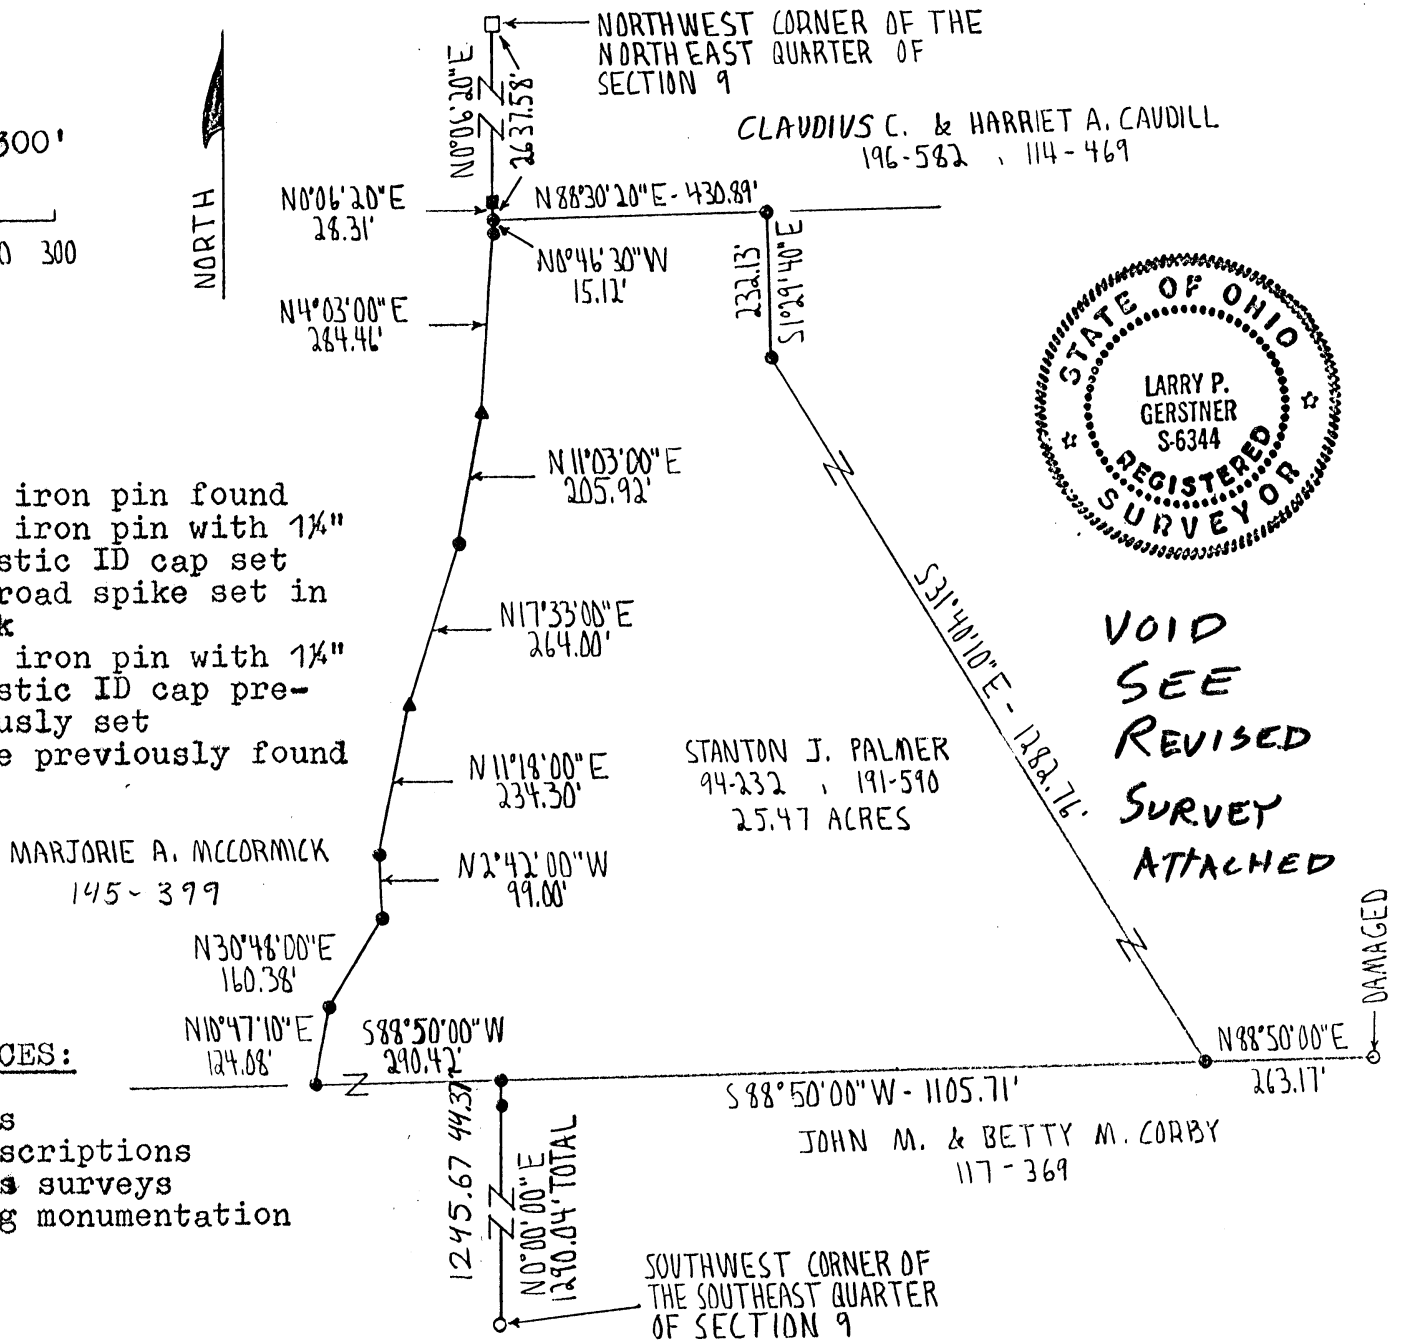 NORTHWEST CORNER OF THE
NORTHEAST QUARTER OF
SECTION 9
N0°06'20"E
2637.58'
CLAUDIUS C. & HARRIET A. CAUDILL
196-582 , 114-469
300'
300
NORTH
N0°06'20"E
28.31'
N88°30'20"E - 430.89'
N0°46'30"W
15.12'
232.13'
S1°29'40"E
N4°03'00"E
284.46'
STATE OF OHIO
LARRY P.
GERSTNER
S-6344
REGISTERED
SURVEYOR
N11°03'00"E
205.92'
iron pin found
iron pin with 1¼"
stic ID cap set
road spike set in
k
iron pin with 1¼"
stic ID cap pre-
usly set
e previously found
N17°33'00"E
264.00'
S31°40'10"E - 1282.76'
VOID
SEE
REVISED
SURVEY
ATTACHED
N11°18'00"E
234.30'
STANTON J. PALMER
94-232 , 191-590
25.47 ACRES
MARJORIE A. MCCORMICK
145-399
N2°42'00"W
99.00'
N30°48'00"E
160.38'
DAMAGED
N10°47'10"E
124.08'
S88°50'00"W
290.42'
N88°50'00"E
263.17'
CES:
S88°50'00"W - 1105.71'
s
scriptions
s surveys
g monumentation
JOHN M. & BETTY M. CORBY
117-369
1245.67 44.37
N0°00'00"E
1290.04' TOTAL
SOUTHWEST CORNER OF
THE SOUTHEAST QUARTER
OF SECTION 9